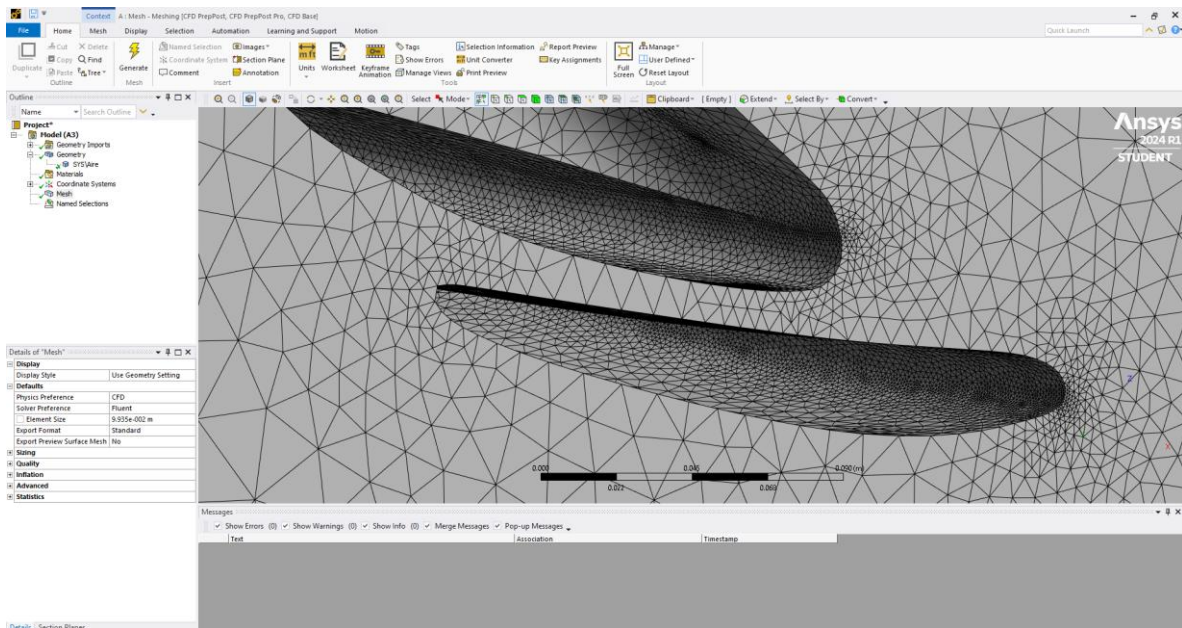 Context A : Mesh - Meshing [CFD PrepPost, CFD PrepPost Pro, CFD Base]
File Home Mesh Display Selection Automation Learning and Support Motion Quick Launch
Duplicate Cut X Delete Copy Find Paste Tree Outline
Generate Mesh
Named Selection Images Coordinate System Section Plane Comment Annotation Insert
Units Worksheet Keyframe Animation Tags Show Errors Manage Views Selection Information Unit Converter Print Preview Report Preview Key Assignments Tools
Full Screen Manage User Defined Reset Layout Layout
Outline
Select Mode Clipboard [Empty] Extend Select By Convert
Name Search Outline
Project*
Model (A3)
Geometry Imports
Geometry
SYS\Aire
Materials
Coordinate Systems
Mesh
Named Selections
Ansys
2024 R1
STUDENT
Details of "Mesh"
Display
Display Style Use Geometry Setting
Defaults
Physics Preference CFD
Solver Preference Fluent
Element Size 9.935e-002 m
Export Format Standard
Export Preview Surface Mesh No
Sizing
Quality
Inflation
Advanced
Statistics
Z
X
0.000 0.045 0.090 (m)
0.022 0.068
Messages
Show Errors (0) Show Warnings (0) Show Info (0) Merge Messages Pop-up Messages
Text Association Timestamp
Details Section Planes